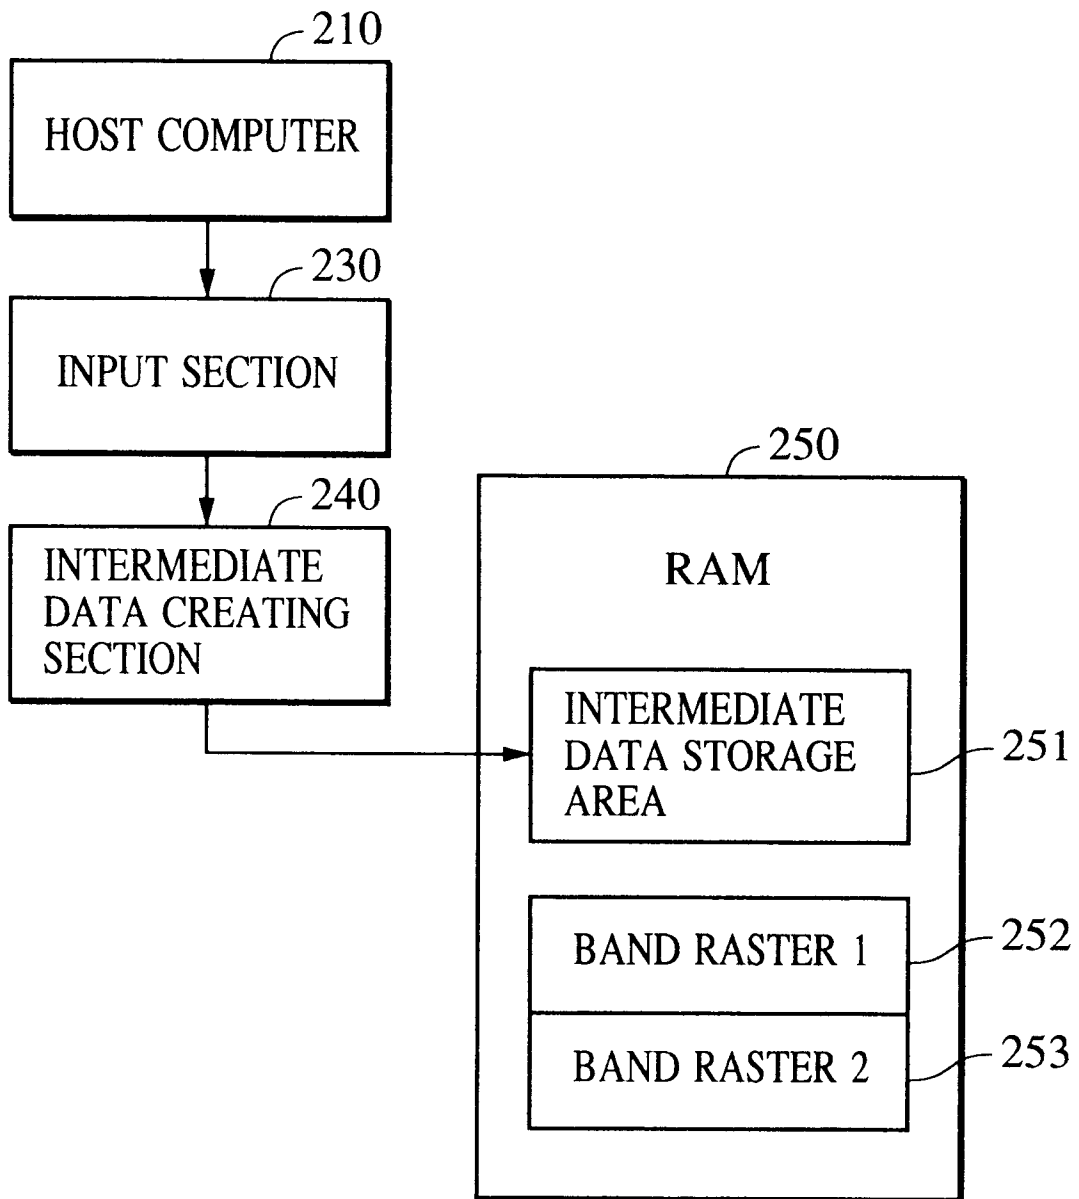 210
HOST COMPUTER
230
INPUT SECTION
240
INTERMEDIATE
DATA CREATING
SECTION
250
RAM
INTERMEDIATE
DATA STORAGE
AREA
251
BAND RASTER 1
252
BAND RASTER 2
253